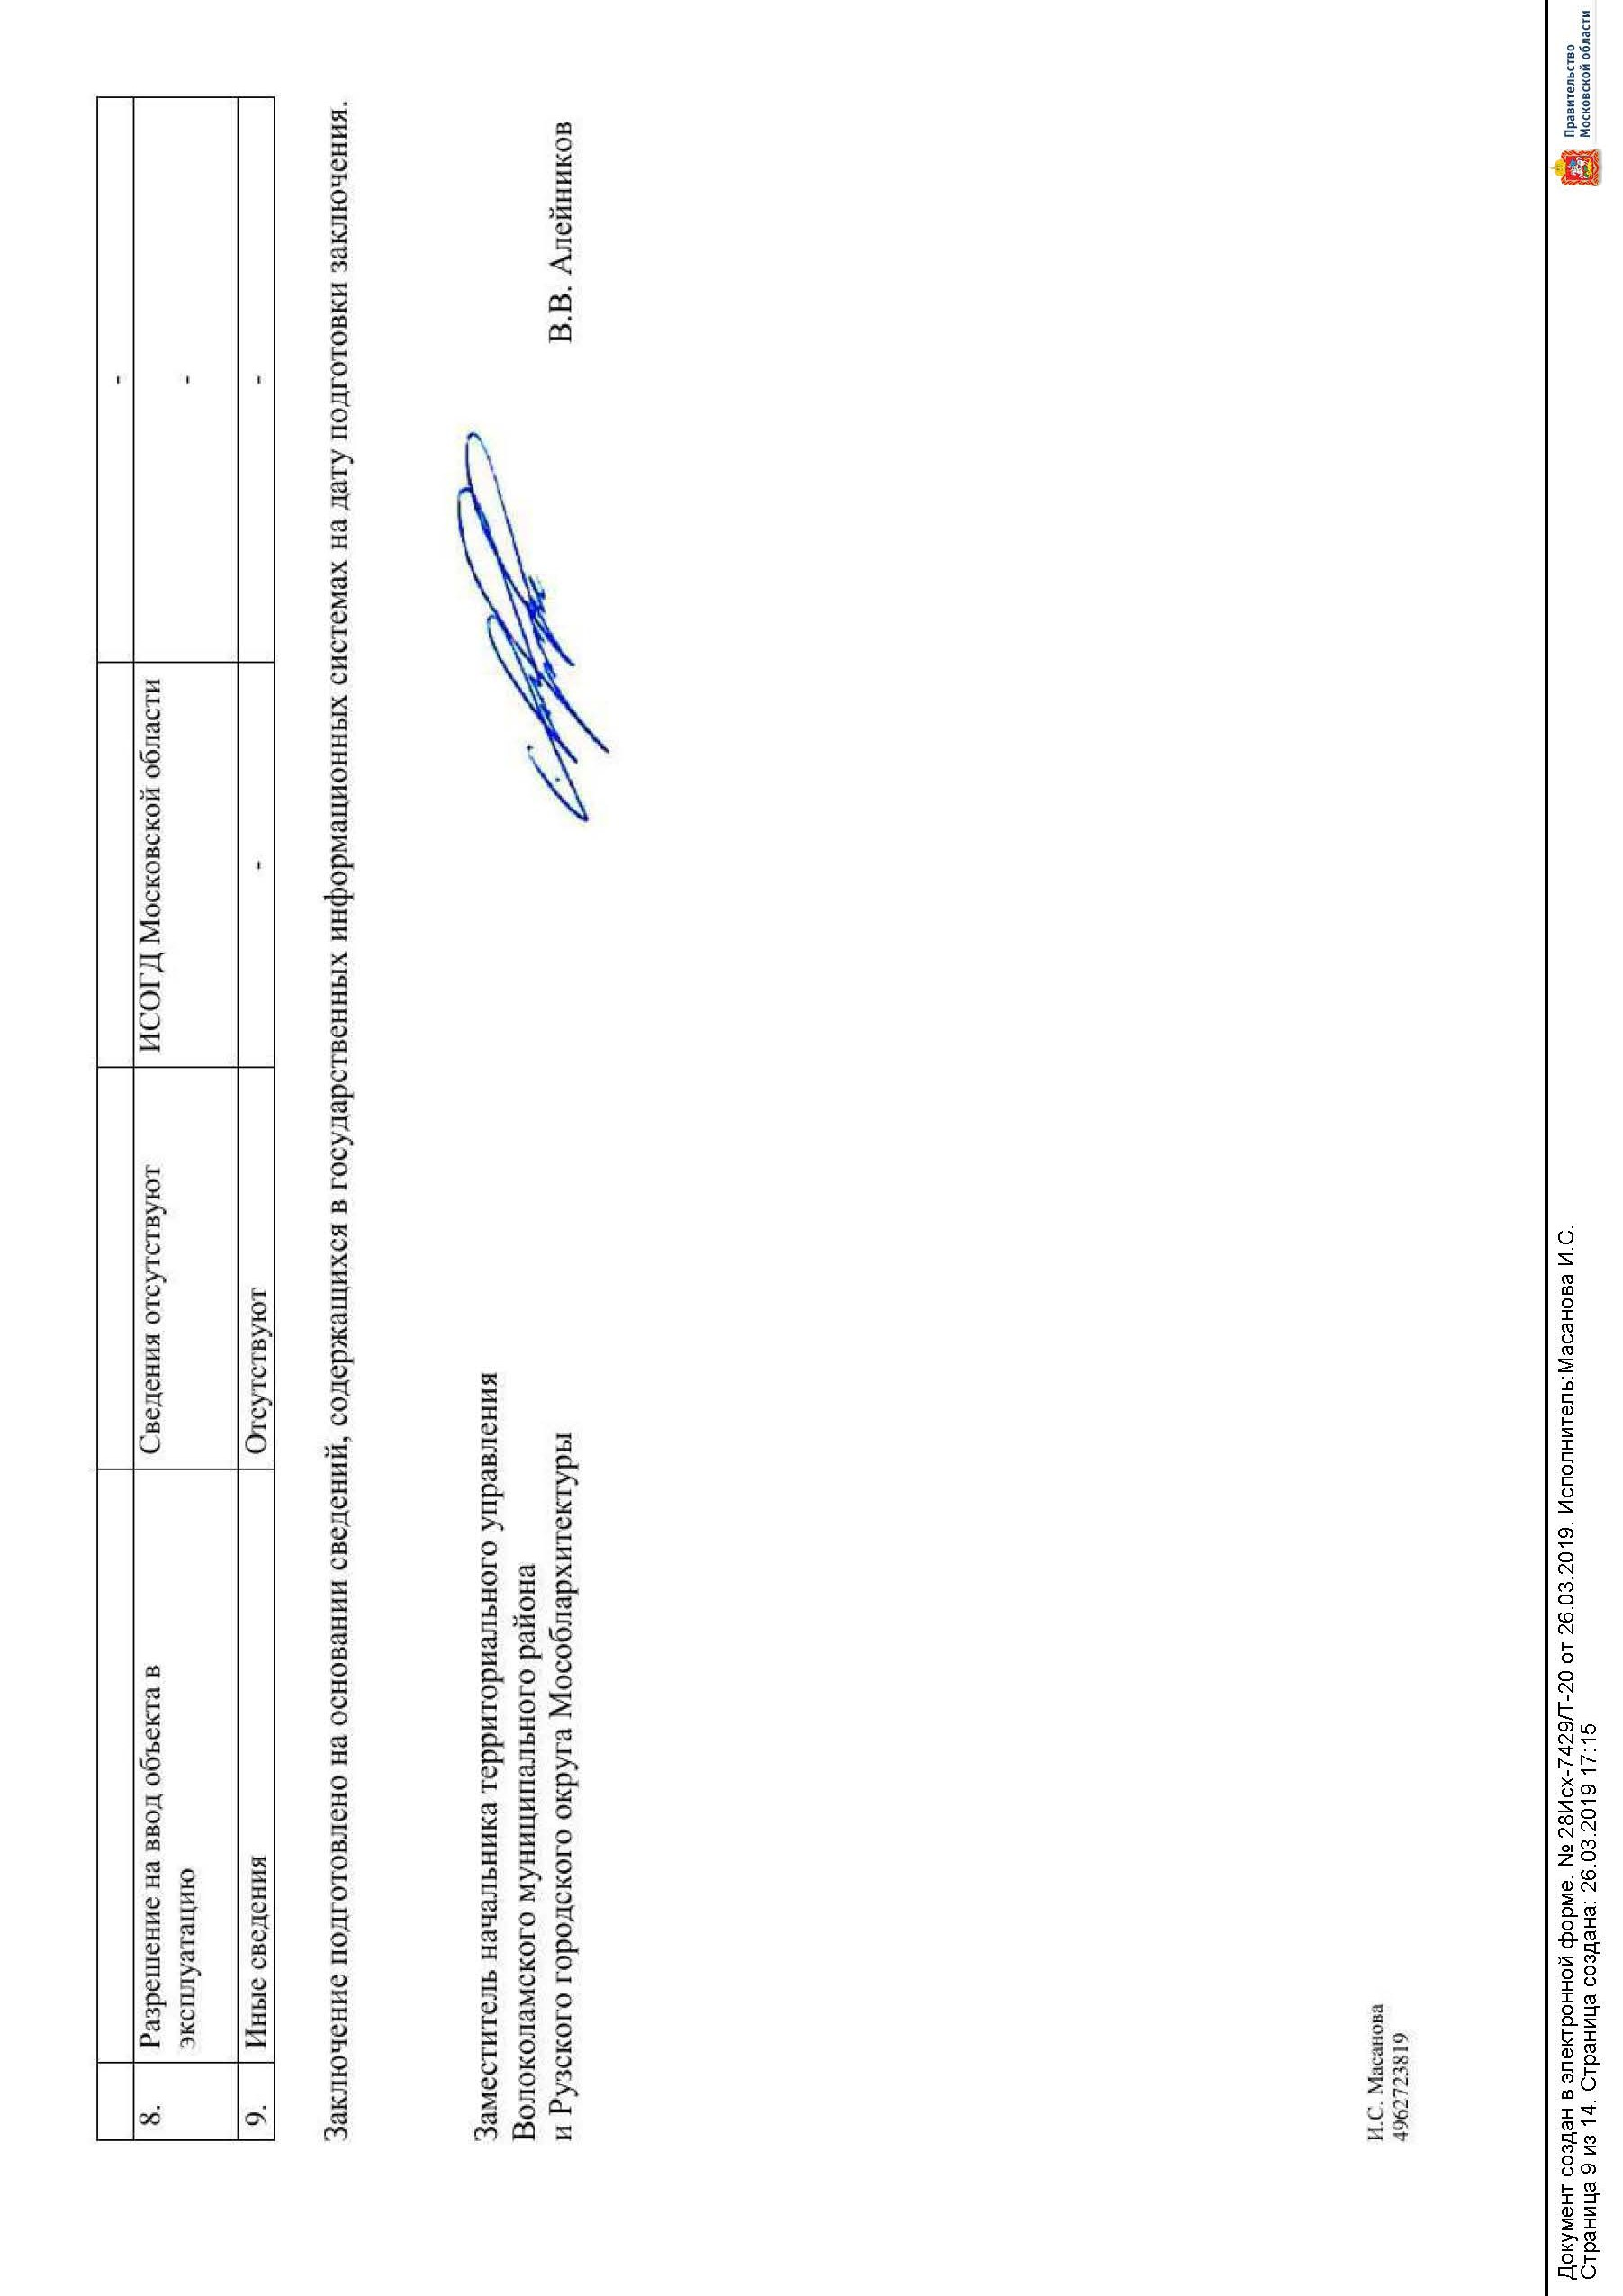 -
8. Разрешение на ввод объекта в Сведения отсутствуют ИСОГД Московской области
эксплуатацию -
9. Иные сведения Отсутствуют - -
Заключение подготовлено на основании сведений, содержащихся в государственных информационных системах на дату подготовки заключения.
Заместитель начальника территориального управления
Волоколамского муниципального района
и Рузского городского округа Мособлархитектуры В.В. Алейников
И.С. Масанова
4962723819
Документ создан в электронной форме. № 28Исх-7429/Т-20 от 26.03.2019. Исполнитель:Масанова И.С.
Страница 9 из 14. Страница создана: 26.03.2019 17:15
Правительство
Московской области